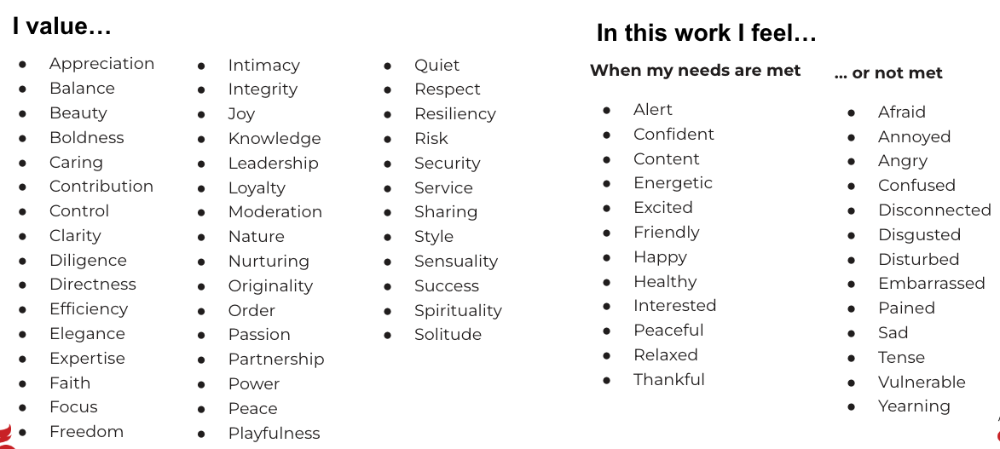 I value…
● Appreciation
● Balance
● Beauty
● Boldness
● Caring
● Contribution
● Control
● Clarity
● Diligence
● Directness
● Efficiency
● Elegance
● Expertise
● Faith
● Focus
● Freedom
● Intimacy
● Integrity
● Joy
● Knowledge
● Leadership
● Loyalty
● Moderation
● Nature
● Nurturing
● Originality
● Order
● Passion
● Partnership
● Power
● Peace
● Playfulness
● Quiet
● Respect
● Resiliency
● Risk
● Security
● Service
● Sharing
● Style
● Sensuality
● Success
● Spirituality
● Solitude
In this work I feel…
When my needs are met
● Alert
● Confident
● Content
● Energetic
● Excited
● Friendly
● Happy
● Healthy
● Interested
● Peaceful
● Relaxed
● Thankful
… or not met
● Afraid
● Annoyed
● Angry
● Confused
● Disconnected
● Disgusted
● Disturbed
● Embarrassed
● Pained
● Sad
● Tense
● Vulnerable
● Yearning